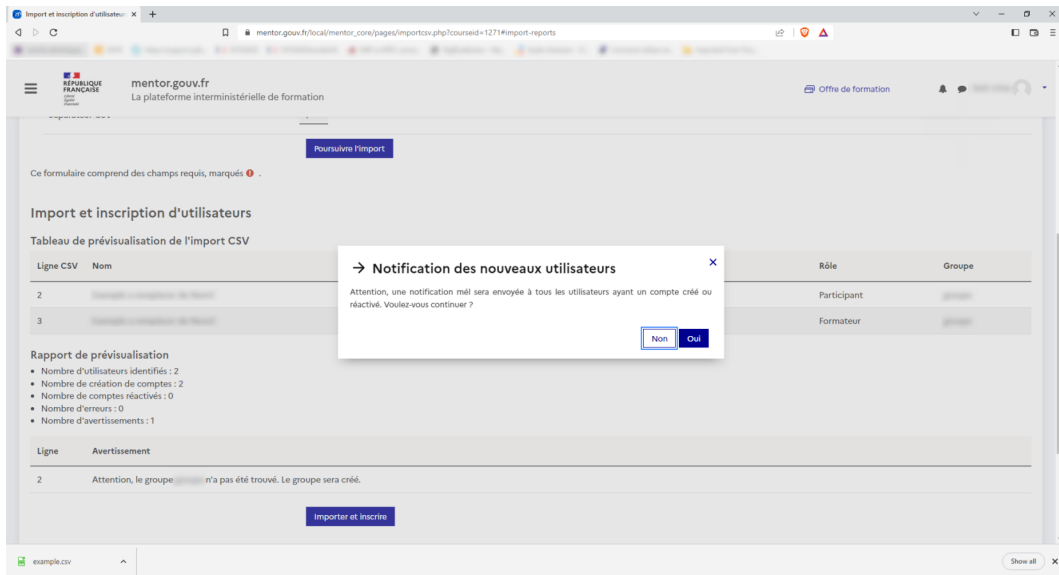 Import et inscription d'utilisateur
mentor.gouv.fr/local/mentor_core/pages/importcsv.php?courseid=1271#import-reports
RÉPUBLIQUE
FRANÇAISE
Liberté
Égalité
Fraternité
mentor.gouv.fr
La plateforme interministérielle de formation
Offre de formation
Poursuivre l'import
Ce formulaire comprend des champs requis, marqués
.
Import et inscription d'utilisateurs
Tableau de prévisualisation de l'import CSV
Ligne CSV Nom Rôle Groupe
2 Participant
3 Formateur
→ Notification des nouveaux utilisateurs
Attention, une notification mél sera envoyée à tous les utilisateurs ayant un compte créé ou
réactivé. Voulez-vous continuer ?
Non Oui
Rapport de prévisualisation
• Nombre d'utilisateurs identifiés : 2
• Nombre de création de comptes : 2
• Nombre de comptes réactivés : 0
• Nombre d'erreurs : 0
• Nombre d'avertissements : 1
Ligne Avertissement
2 Attention, le groupe n'a pas été trouvé. Le groupe sera créé.
Importer et inscrire
example.csv
Show all